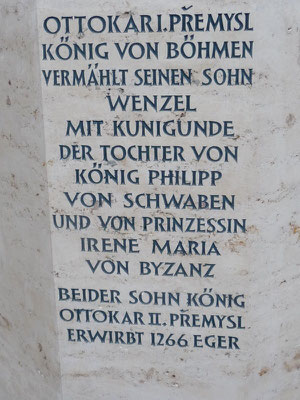 OTTOKAR I. PŘEMYSL
KÖNIG VON BÖHMEN
VERMÄHLT SEINEN SOHN
WENZEL
MIT KUNIGUNDE
DER TOCHTER VON
KÖNIG PHILIPP
VON SCHWABEN
UND VON PRINZESSIN
IRENE MARIA
VON BYZANZ
BEIDER SOHN KÖNIG
OTTOKAR II. PŘEMYSL
ERWIRBT 1266 EGER